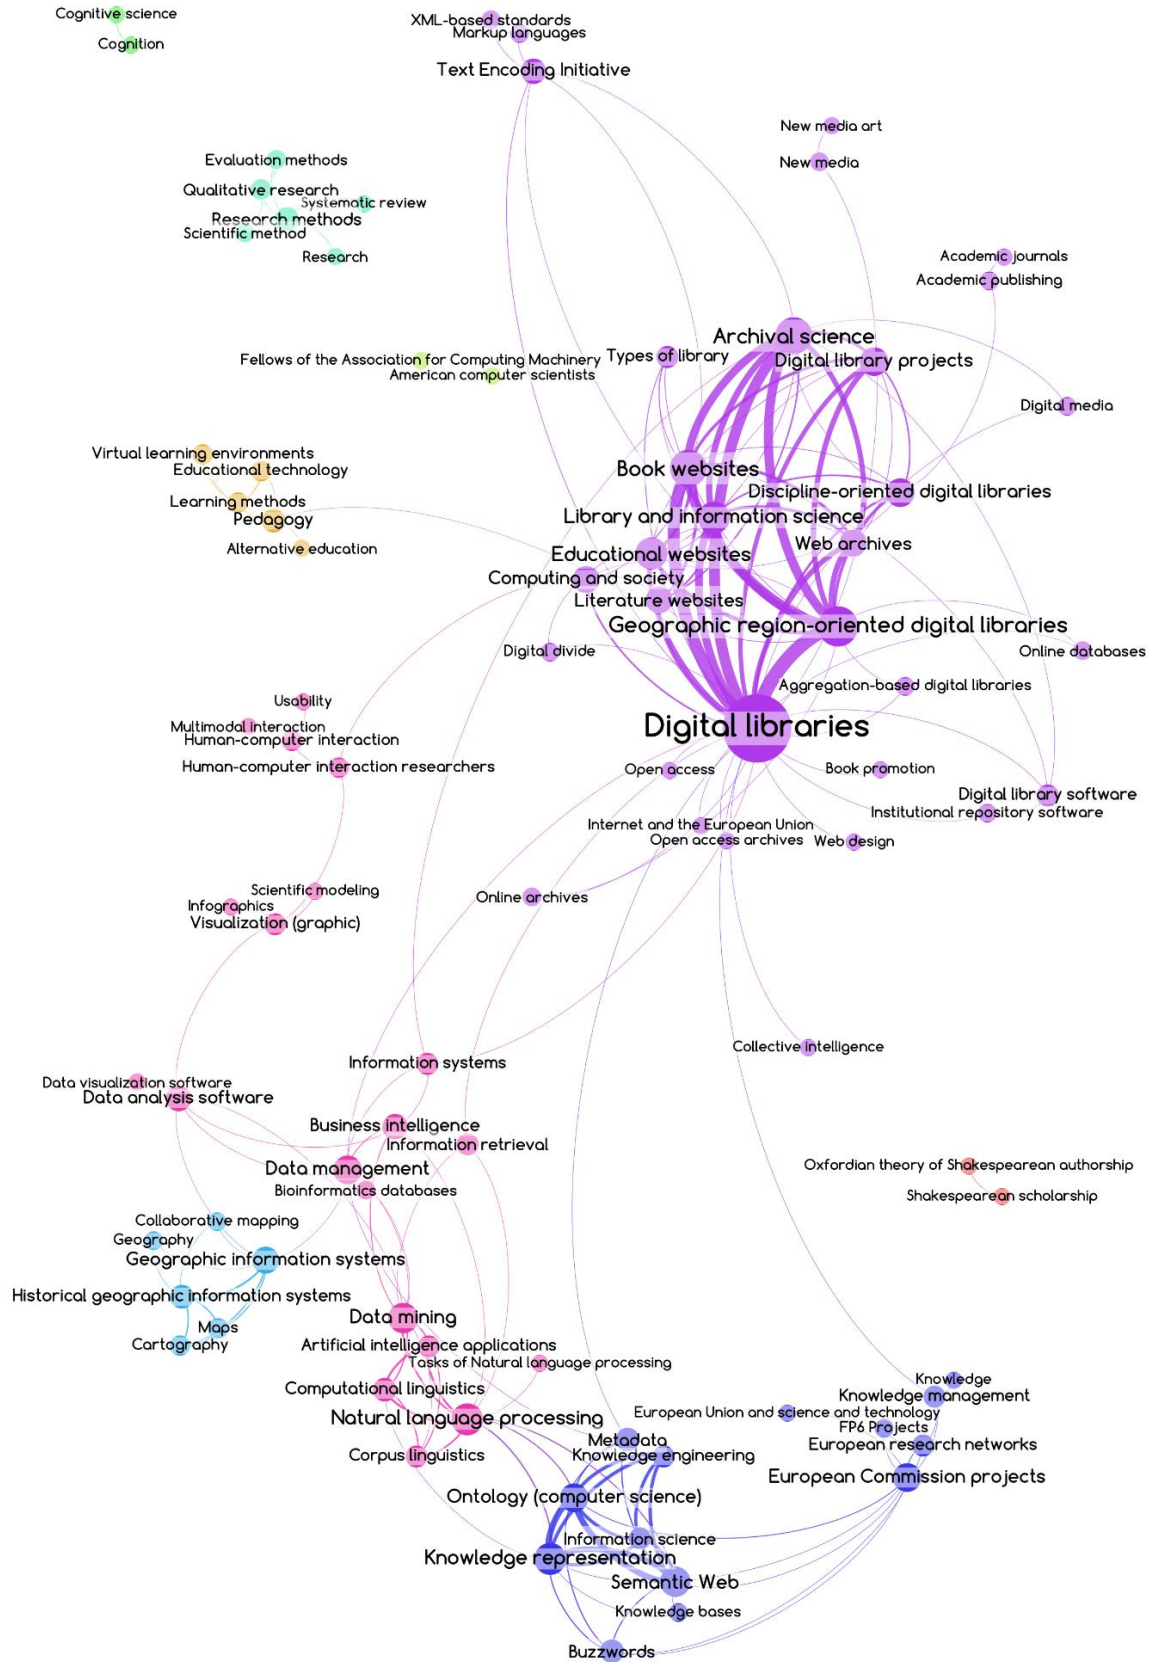 Cognitive science
XML-based standards
Markup languages
Cognition
Text Encoding Initiative
New media art
Evaluation methods
New media
Qualitative research
Systematic review
Research methods
Scientific method
Research
Academic journals
Academic publishing
Archival science
Fellows of the Association for Computing Machinery
Types of library
Digital library projects
American computer scientists
Digital media
Virtual learning environments
Educational technology
Book websites
Discipline-oriented digital libraries
Learning methods
Library and information science
Pedagogy
Web archives
Alternative education
Educational websites
Computing and society
Literature websites
Geographic region-oriented digital libraries
Digital divide
Online databases
Aggregation-based digital libraries
Usability
Multimodal interaction
Digital libraries
Human-computer interaction
Human-computer interaction researchers
Open access
Book promotion
Digital library software
Institutional repository software
Internet and the European Union
Open access archives
Web design
Scientific modeling
Online archives
Infographics
Visualization (graphic)
Collective intelligence
Information systems
Data visualization software
Data analysis software
Business intelligence
Information retrieval
Data management
Oxfordian theory of Shakespearean authorship
Bioinformatics databases
Shakespearean scholarship
Collaborative mapping
Geography
Geographic information systems
Historical geographic information systems
Data mining
Maps
Cartography
Artificial intelligence applications
Tasks of Natural language processing
Knowledge
Computational linguistics
Knowledge management
European Union and science and technology
Natural language processing
FP6 Projects
Metadata
European research networks
Corpus linguistics
Knowledge engineering
European Commission projects
Ontology (computer science)
Information science
Knowledge representation
Semantic Web
Knowledge bases
Buzzwords